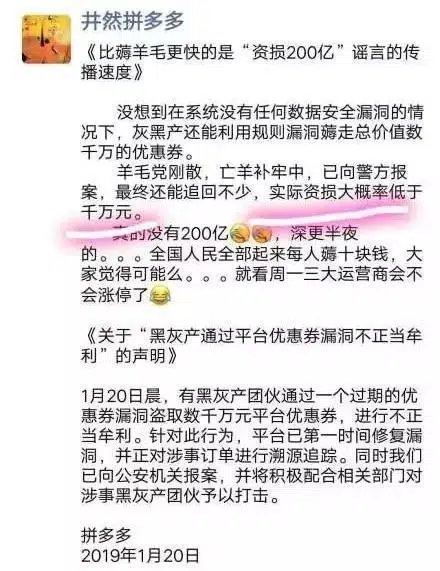 井然拼多多
《比薅羊毛更快的是“资损200亿”谣言的传
播速度》
没想到在系统没有任何数据安全漏洞的情
况下，灰黑产还能利用规则漏洞薅走总价值数
千万的优惠券。
羊毛党刚散，亡羊补牢中，已向警方报
案，最终还能追回不少，实际资损大概率低于
千万元。
真的没有200亿，深更半夜
的。。。全国人民全部起来每人薅十块钱，大
家觉得可能么。。。就看周一三大运营商会不
会涨停了
《关于“黑灰产通过平台优惠券漏洞不正当牟
利”的声明》
1月20日晨，有黑灰产团伙通过一个过期的优
惠券漏洞盗取数千万元平台优惠券，进行不正
当牟利。针对此行为，平台已第一时间修复漏
洞，并正对涉事订单进行溯源追踪。同时我们
已向公安机关报案，并将积极配合相关部门对
涉事黑灰产团伙予以打击。
拼多多
2019年1月20日